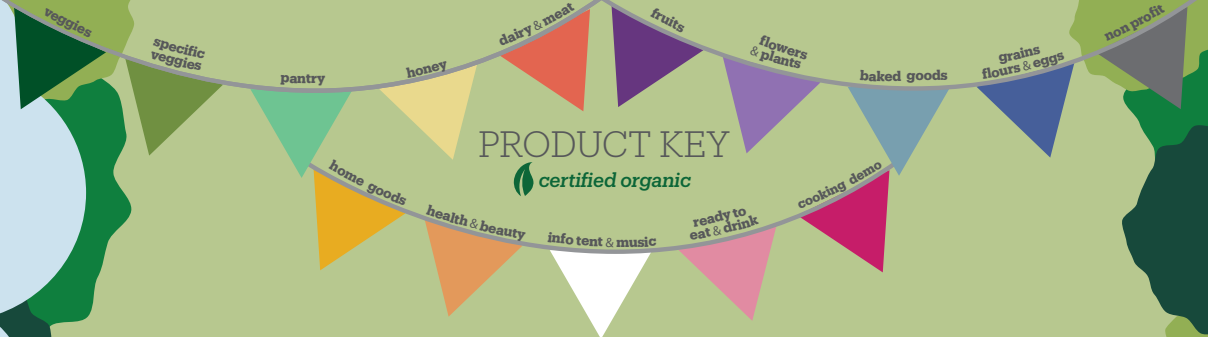 veggies
specific
veggies
pantry
honey
dairy & meat
fruits
flowers
& plants
baked goods
grains
flours & eggs
non profit
PRODUCT KEY
certified organic
home goods
health & beauty
info tent & music
ready to
eat & drink
cooking demo